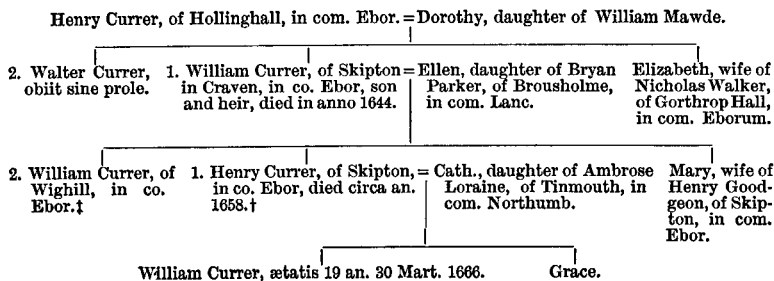 Henry Currer, of Hollinghall, in com. Ebor. = Dorothy, daughter of William Mawde.
2. Walter Currer,
obiit sine prole.
1. William Currer, of Skipton =
in Craven, in co. Ebor, son
and heir, died in anno 1644.
Ellen, daughter of Bryan
Parker, of Brousholme,
in com. Lanc.
Elizabeth, wife of
Nicholas Walker,
of Gorthrop Hall,
in com. Eborum.
2. William Currer, of
Wighill, in co.
Ebor.‡
1. Henry Currer, of Skipton, =
in co. Ebor, died circa an.
1658.†
Cath., daughter of Ambrose
Loraine, of Tinmouth, in
com. Northumb.
Mary, wife of
Henry Good-
geon, of Skip-
ton, in com.
Ebor.
William Currer, ætatis 19 an. 30 Mart. 1666.
Grace.